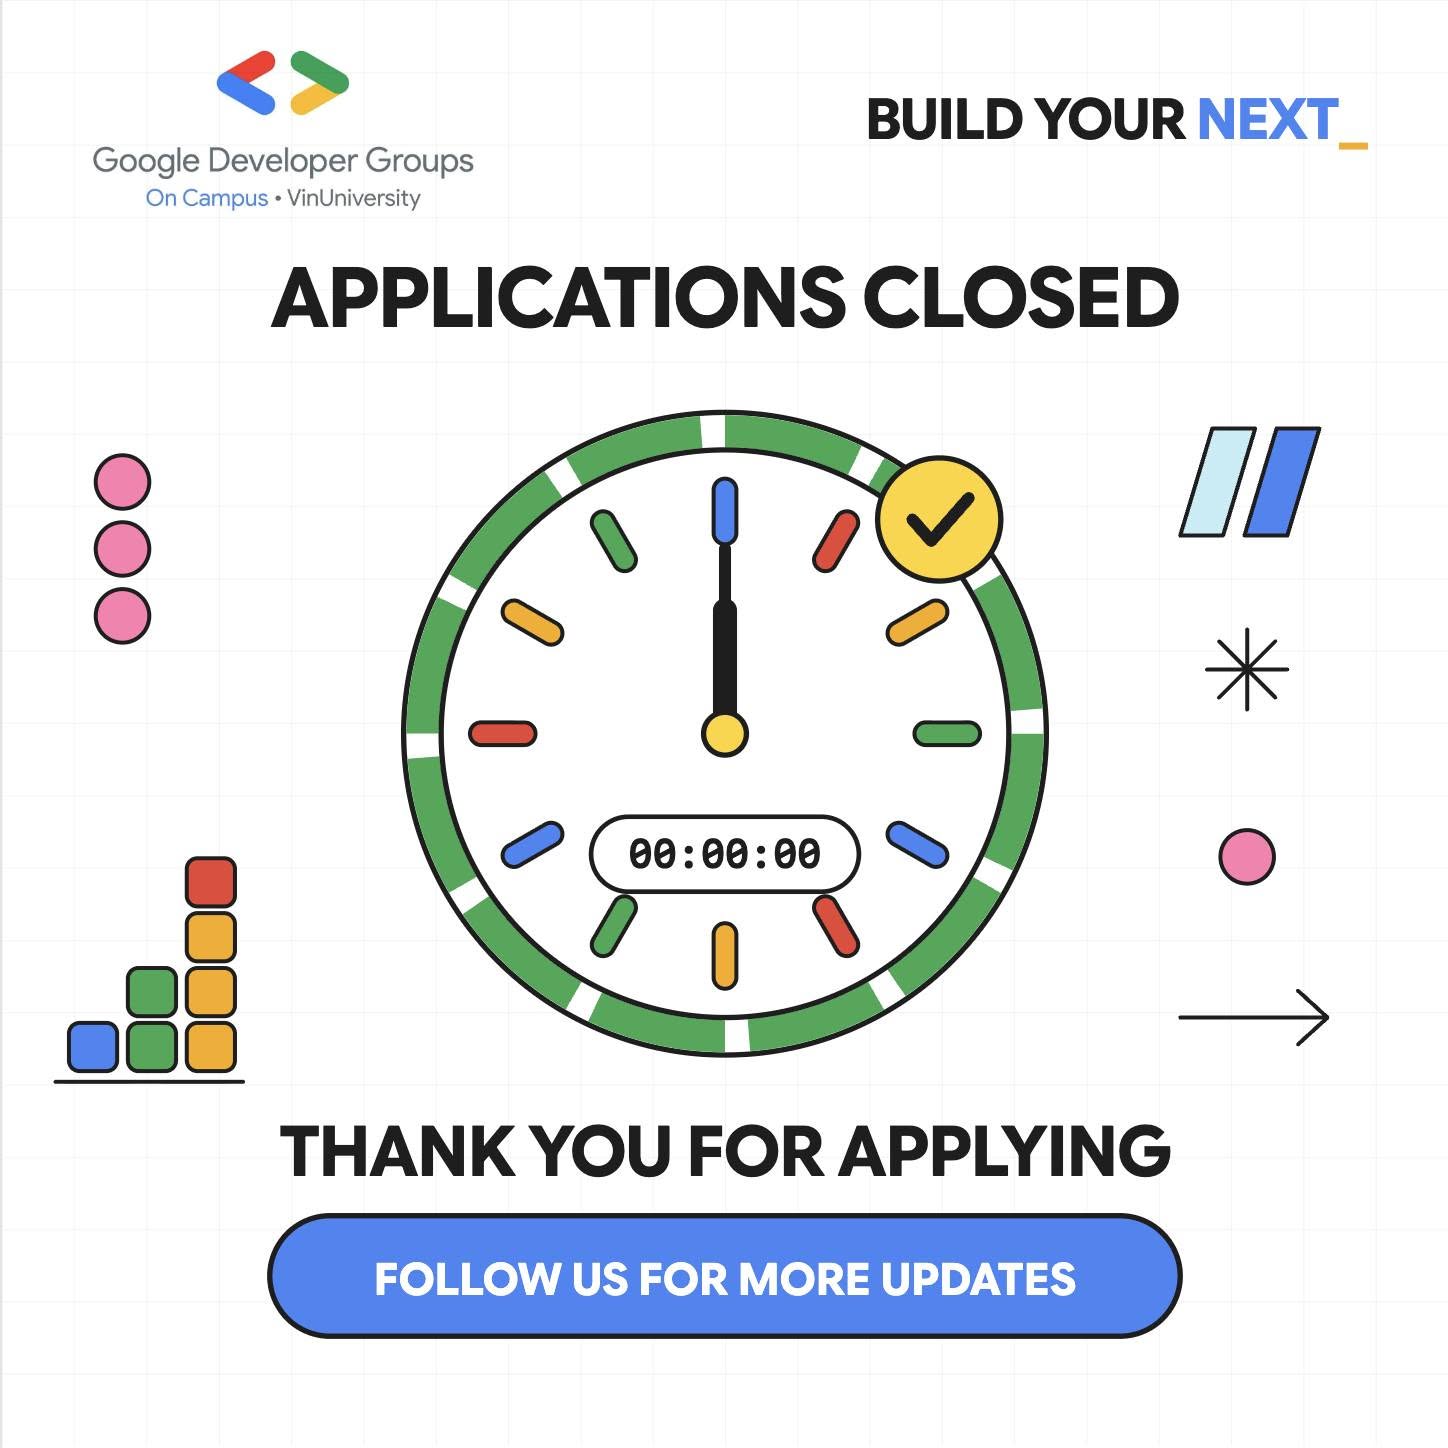 Google Developer Groups
On Campus • VinUniversity
BUILD YOUR NEXT_
APPLICATIONS CLOSED
00:00:00
THANK YOU FOR APPLYING
FOLLOW US FOR MORE UPDATES